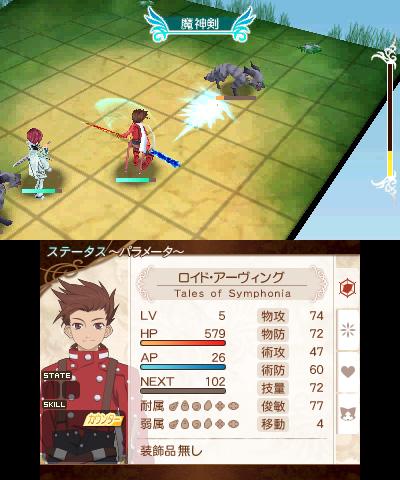 魔神剣
ステータス～パラメータ～
ロイド・アーヴィング
Tales of Symphonia
LV 5 物攻 74
HP 579 物防 72
術攻 47
AP 26 術防 60
NEXT 102 技量 72
耐属 俊敏 77
弱属 移動 4
装飾品無し
STATE
SKILL
カウンター